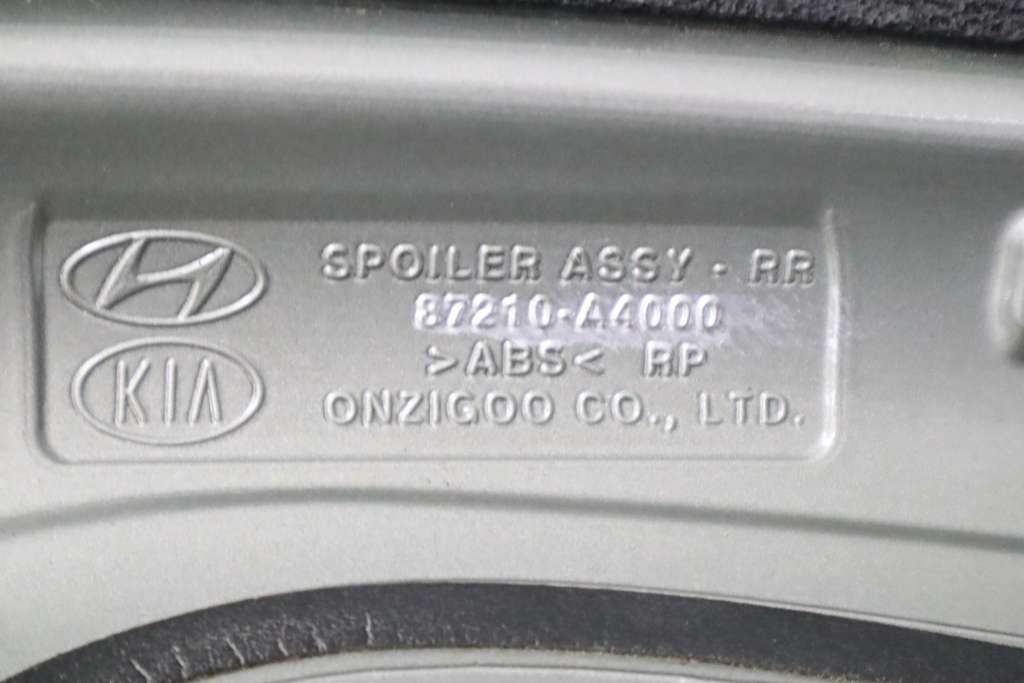 SPOILER ASSY - RR
87210-A4000
>ABS< RP
KIA
ONZIGOO CO., LTD.